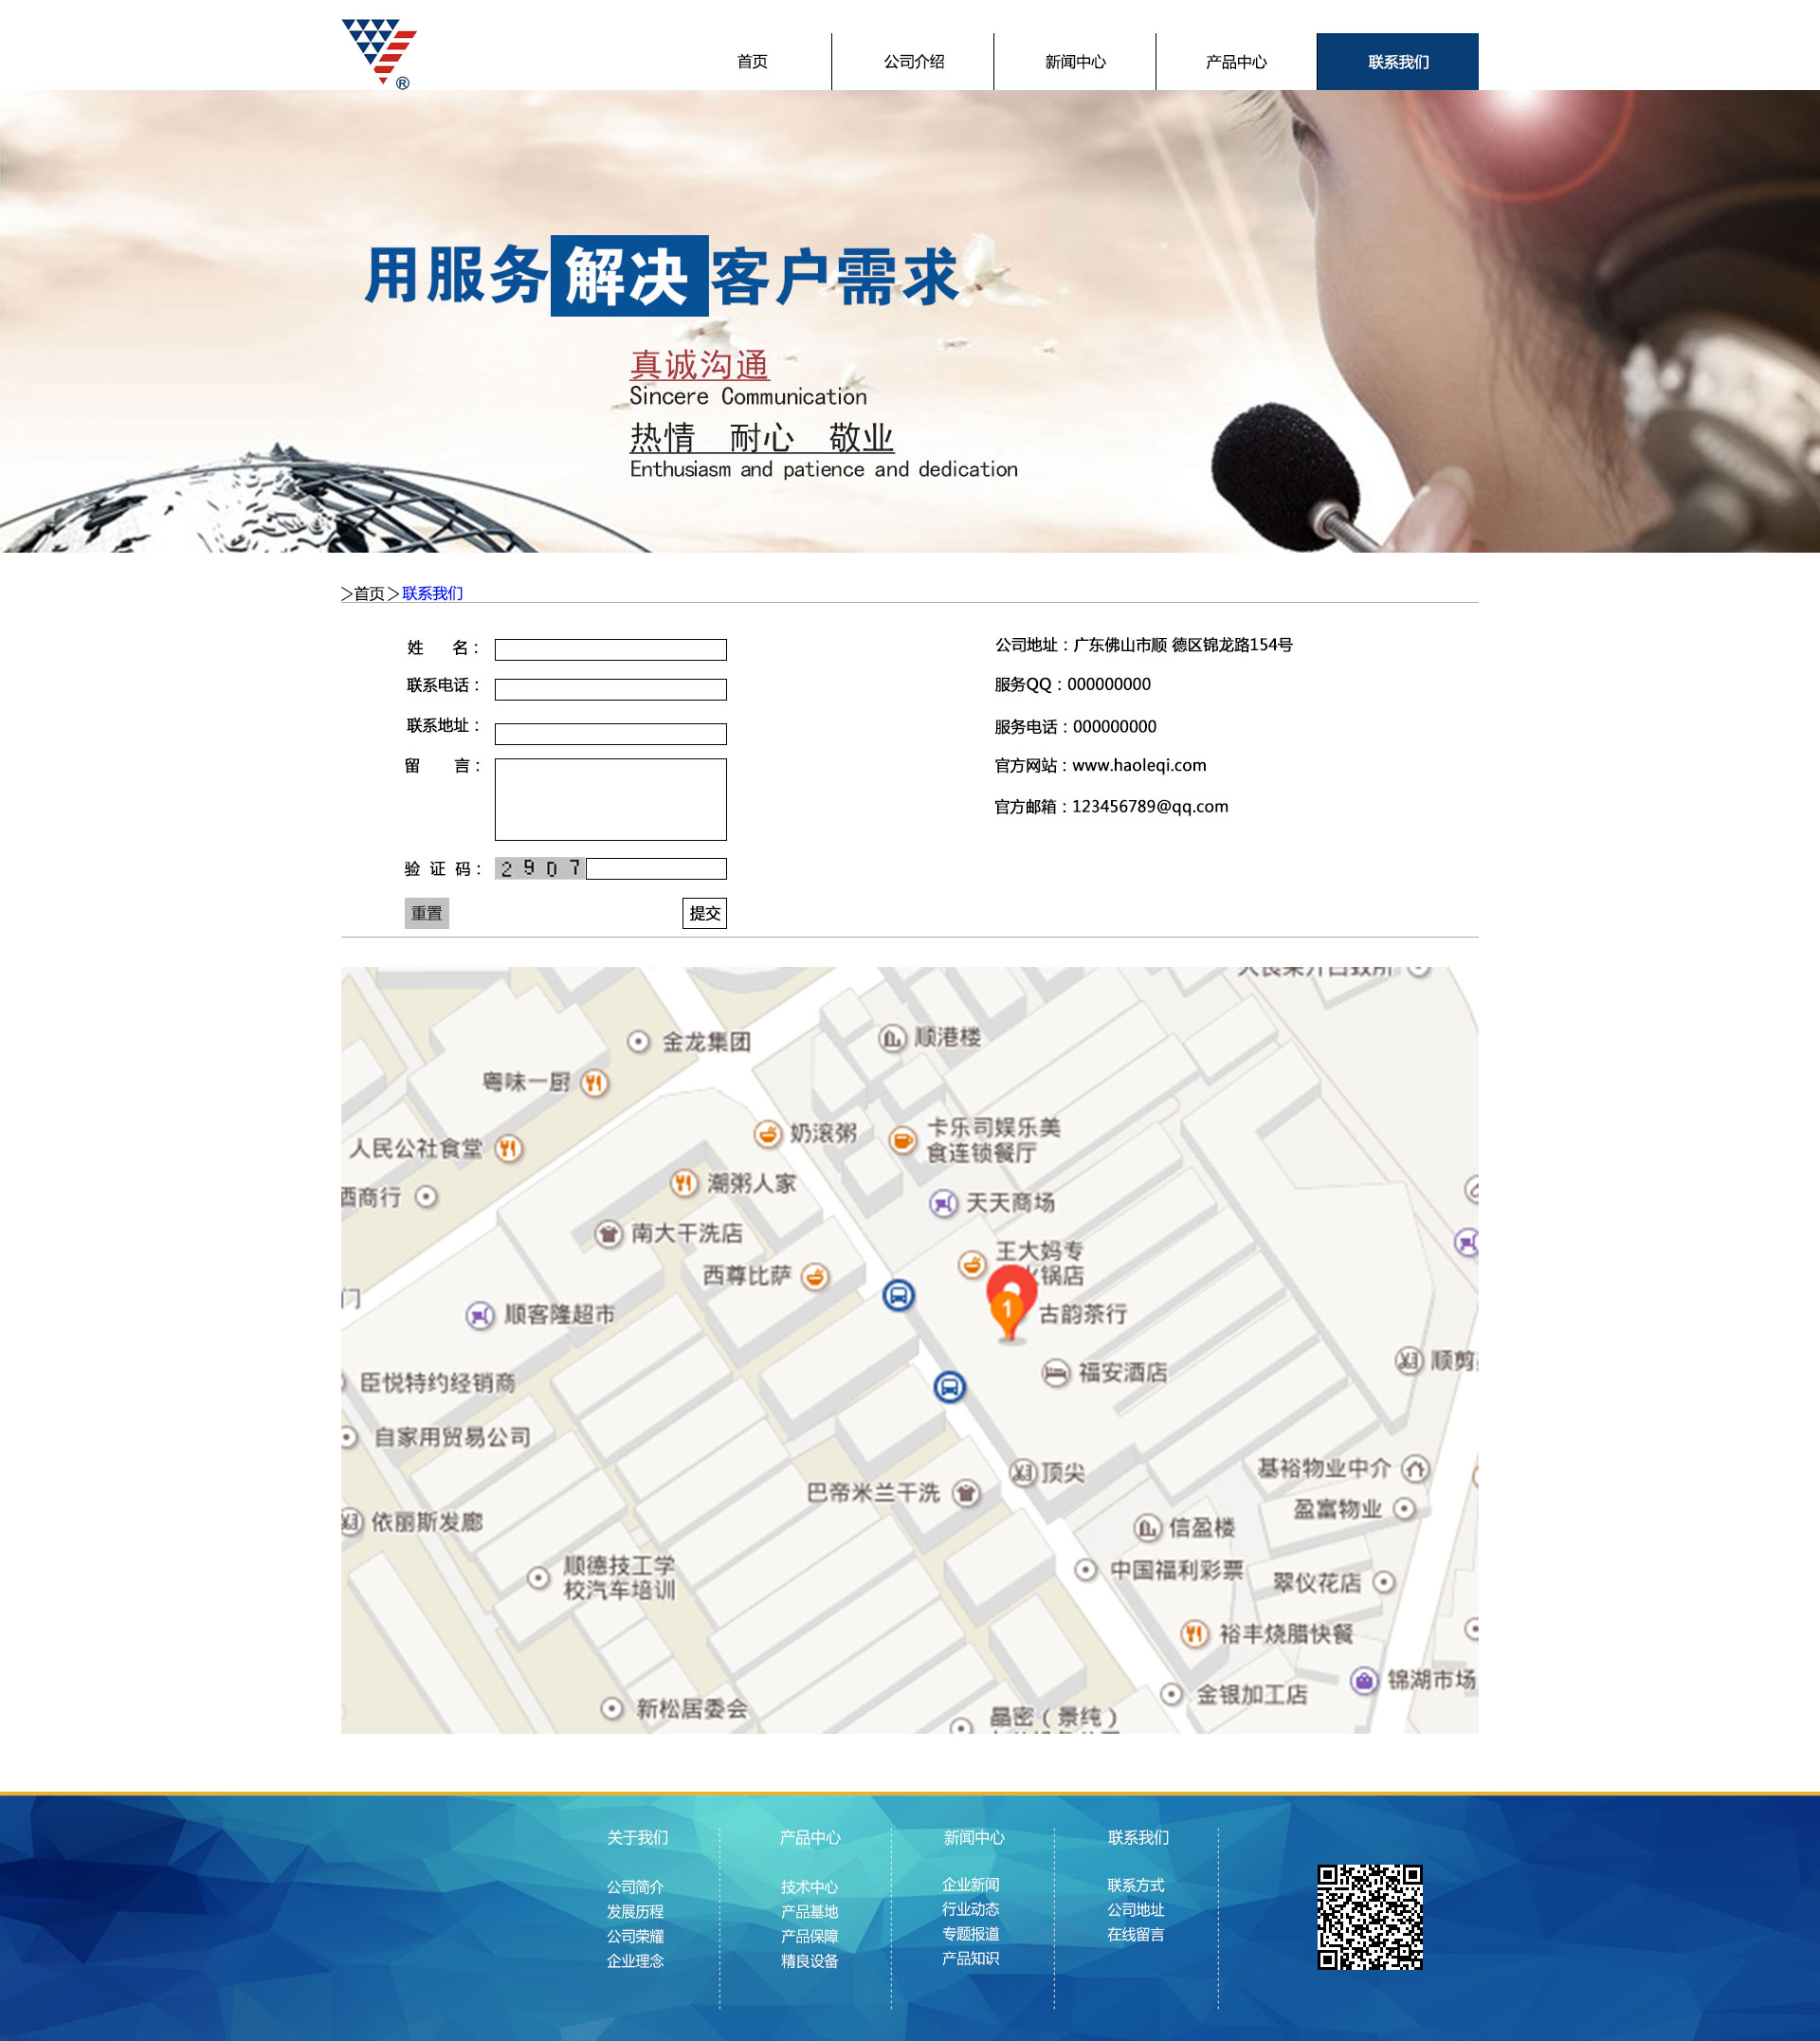 ®
首页 公司介绍 新闻中心 产品中心 联系我们
用服务解决客户需求
真诚沟通
Sincere Communication
热情 耐心 敬业
Enthusiasm and patience and dedication
>首页>联系我们
姓 名：
联系电话：
联系地址：
留 言：
验 证 码：
2907
重置 提交
公司地址：广东佛山市顺 德区锦龙路154号
服务QQ：000000000
服务电话：000000000
官方网站：www.haoleqi.com
官方邮箱：123456789@qq.com
金龙集团
顺港楼
粤味一厨
奶滚粥
卡乐司娱乐美
食连锁餐厅
人民公社食堂
潮粥人家
酒商行
天天商场
南大干洗店
王大妈专
火锅店
西尊比萨
门
1
顺客隆超市
古韵茶行
顺剪
福安酒店
臣悦特约经销商
自家用贸易公司
基裕物业中介
顶尖
巴帝米兰干洗
盈富物业
依丽斯发廊
信盈楼
顺德技工学
校汽车培训
中国福利彩票
翠仪花店
裕丰烧腊快餐
锦湖市场
金银加工店
新松居委会
晶密（景纯）
关于我们
公司简介
发展历程
公司荣耀
企业理念
产品中心
技术中心
产品基地
产品保障
精良设备
新闻中心
企业新闻
行业动态
专题报道
产品知识
联系我们
联系方式
公司地址
在线留言